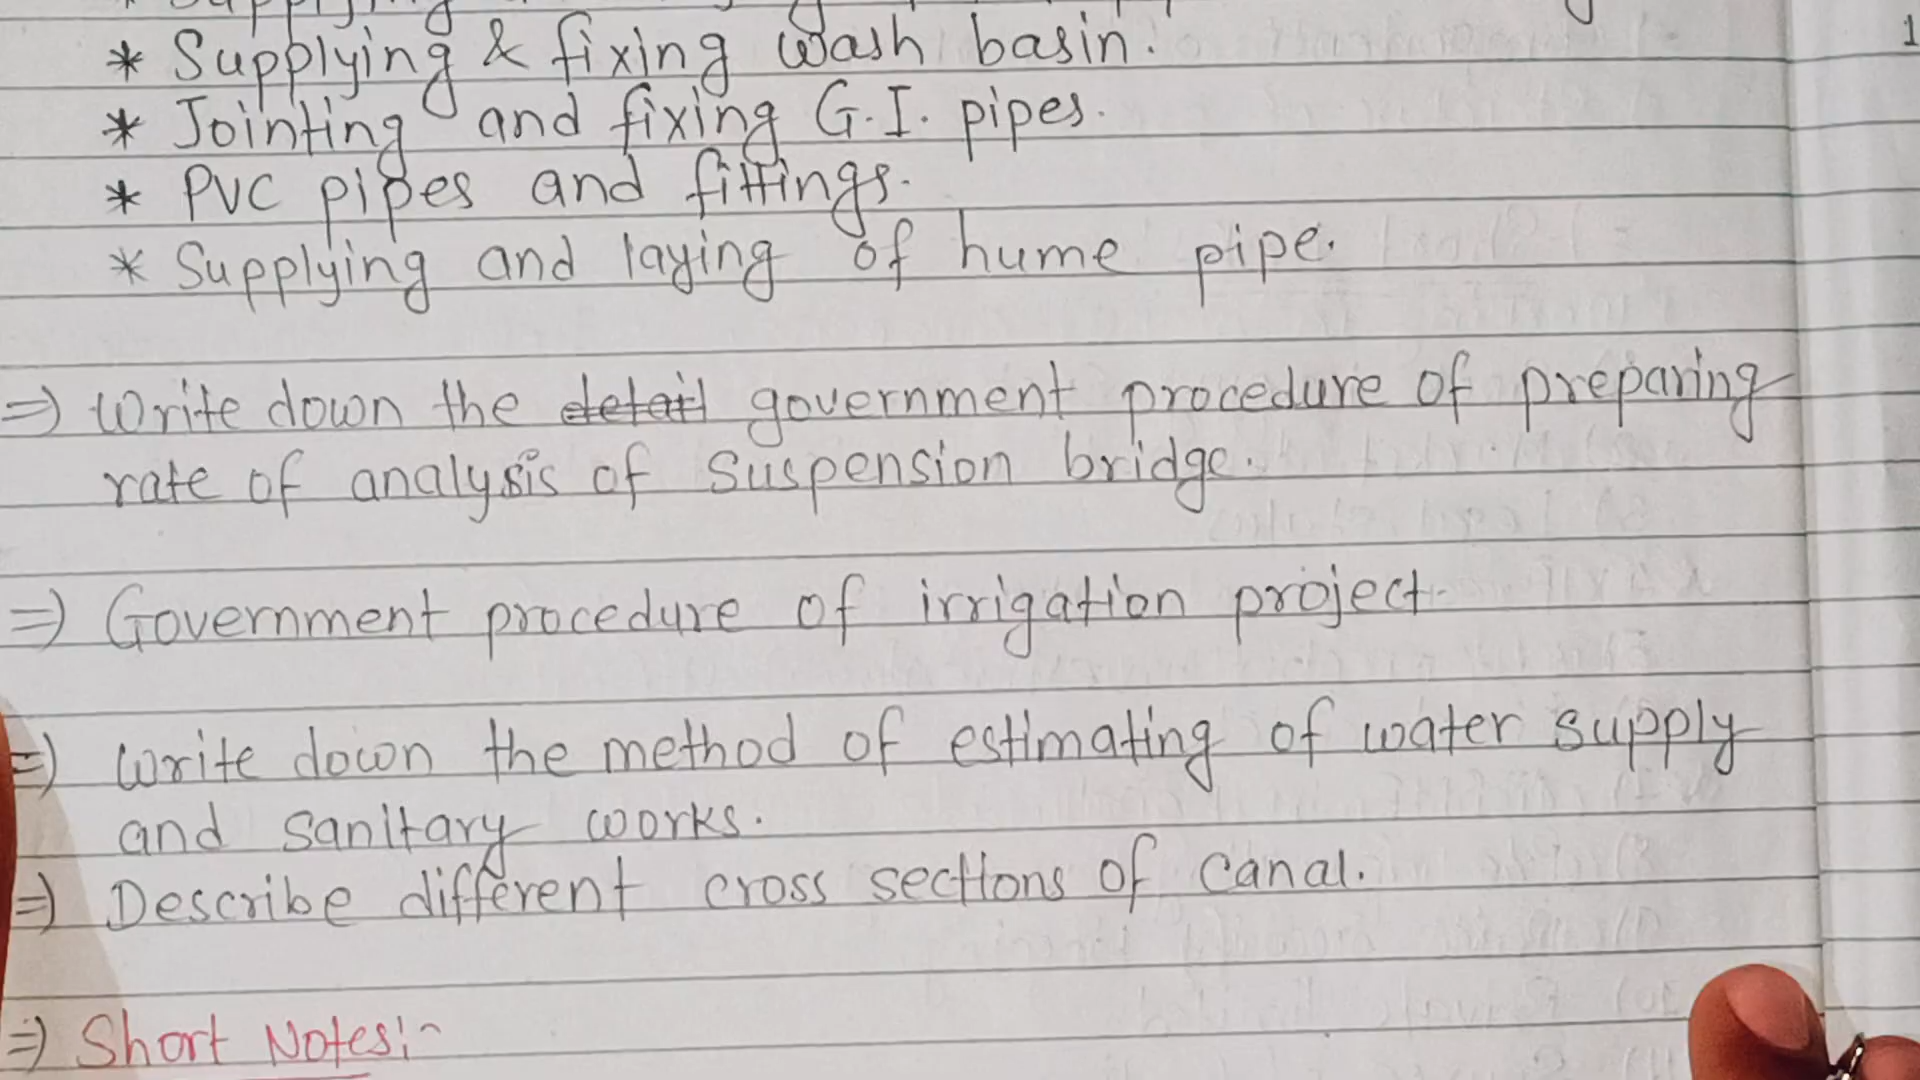 * Supplying & fixing wash basin.
* Jointing and fixing G.I. pipes.
* PVC pipes and fittings.
* Supplying and laying of hume pipe.
=> Write down the detail government procedure of preparing
rate of analysis of suspension bridge.
=> Government procedure of irrigation project.
=> Write down the method of estimating of water supply
and sanitary works.
=> Describe different cross sections of canal.
=> Short Notes:-
1